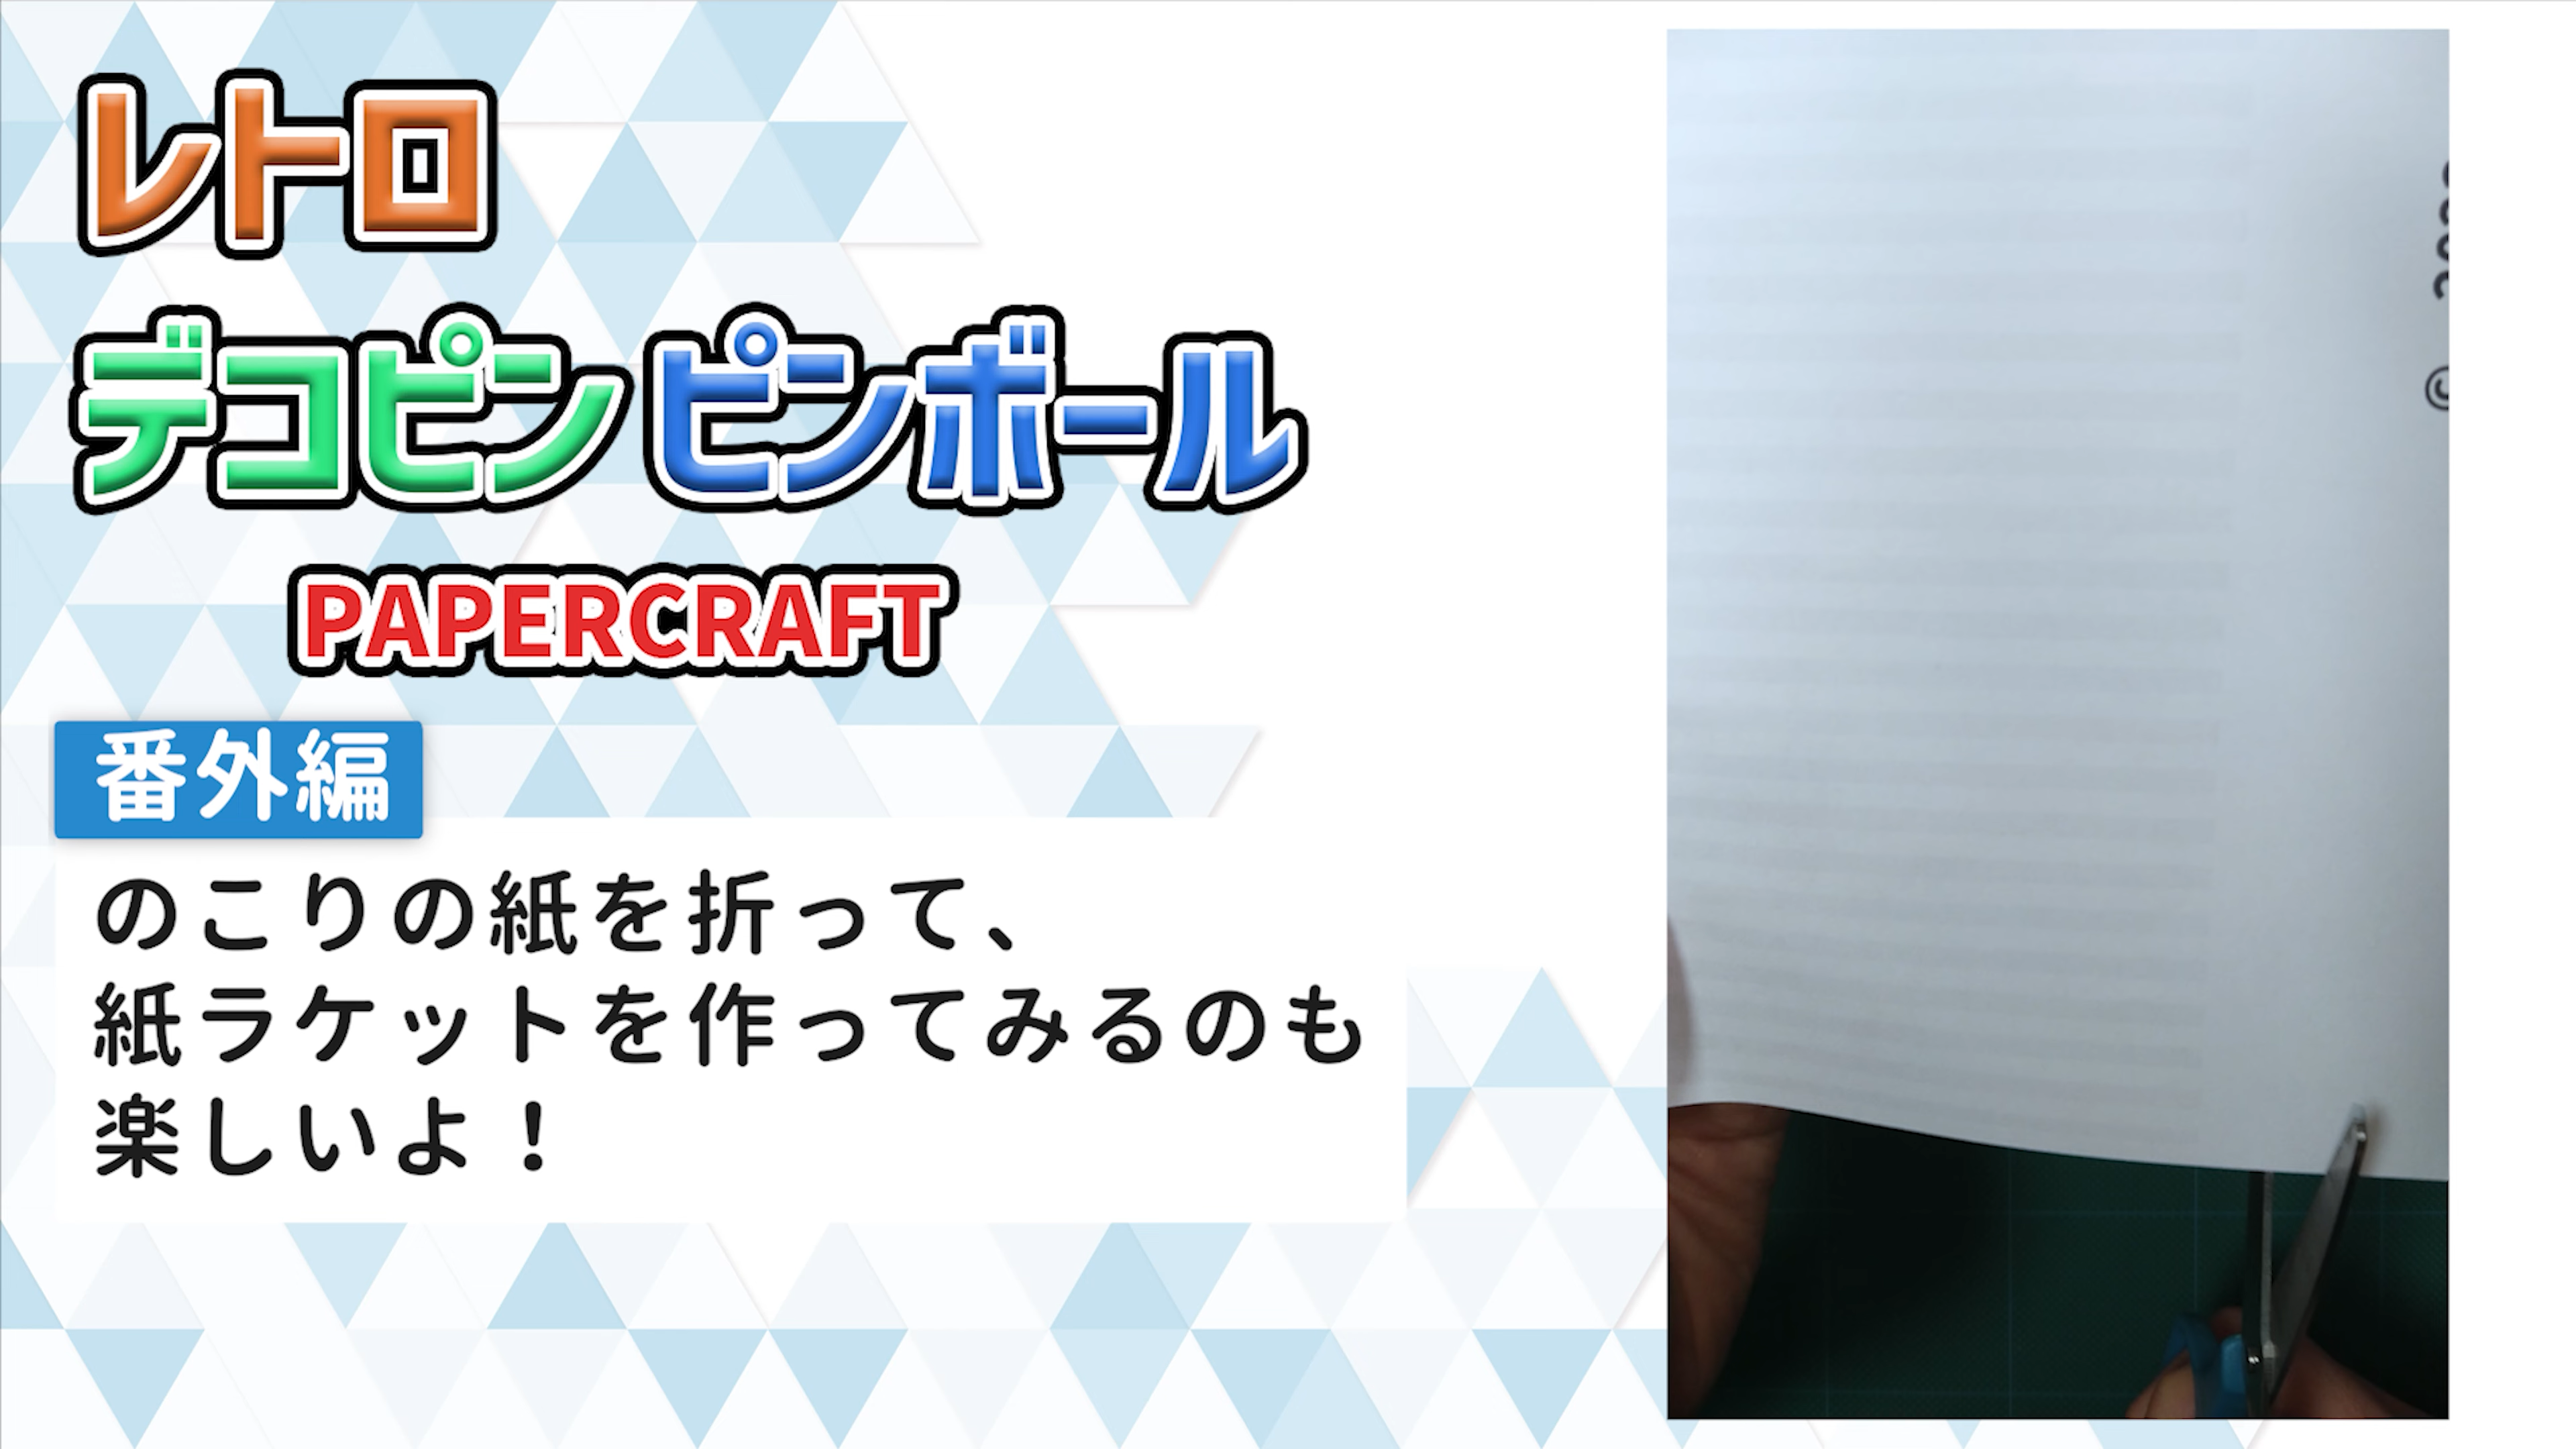 レトロ
デコピン ピンボール
PAPERCRAFT
番外編
のこりの紙を折って、
紙ラケットを作ってみるのも
楽しいよ！
©